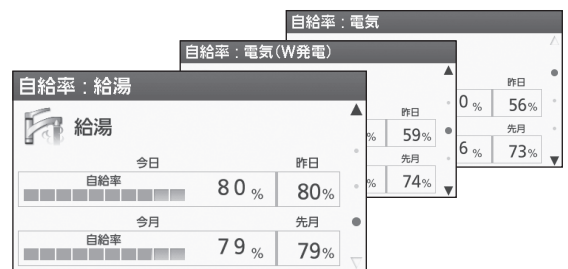 自給率：電気
昨日
0% 56%
先月
6% 73%
自給率：電気(W発電)
昨日
% 59%
先月
% 74%
自給率：給湯
給湯
今日 昨日
自給率 80% 80%
今月 先月
自給率 79% 79%